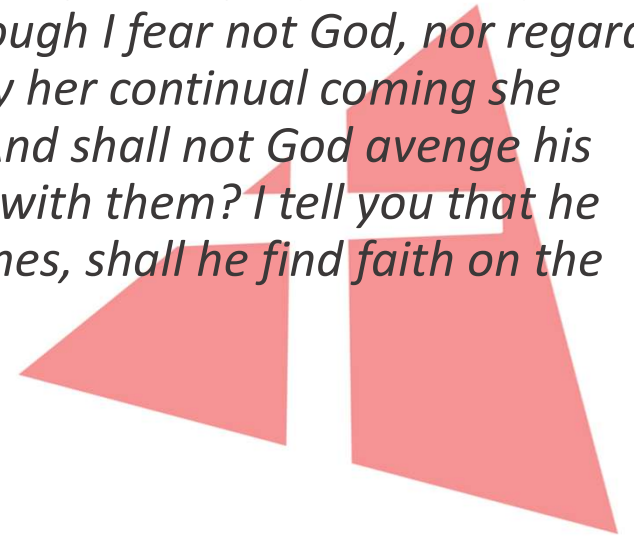 ough I fear not God, nor regar
y her continual coming she
nd shall not God avenge his
with them? I tell you that he
nes, shall he find faith on the